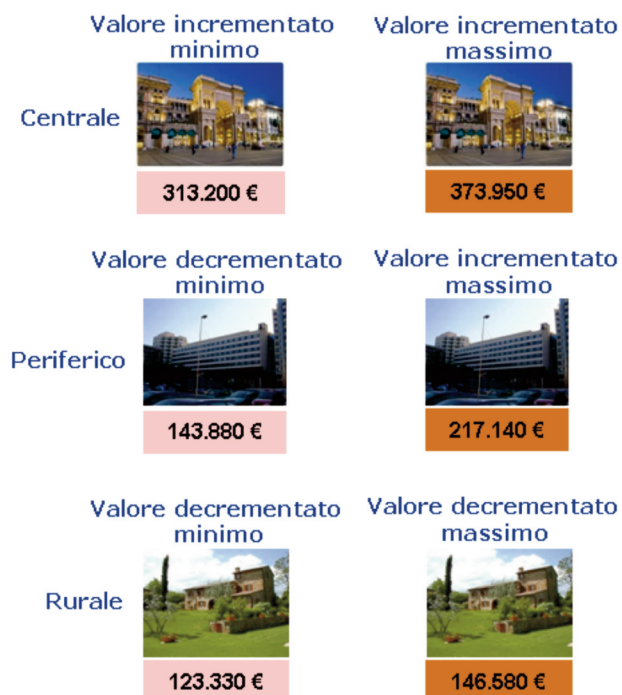 Valore incrementato
minimo
Valore incrementato
massimo
Centrale
313.200 €
373.950 €
Valore decrementato
minimo
Valore incrementato
massimo
Periferico
143.880 €
217.140 €
Valore decrementato
minimo
Valore decrementato
massimo
Rurale
123.330 €
146.580 €